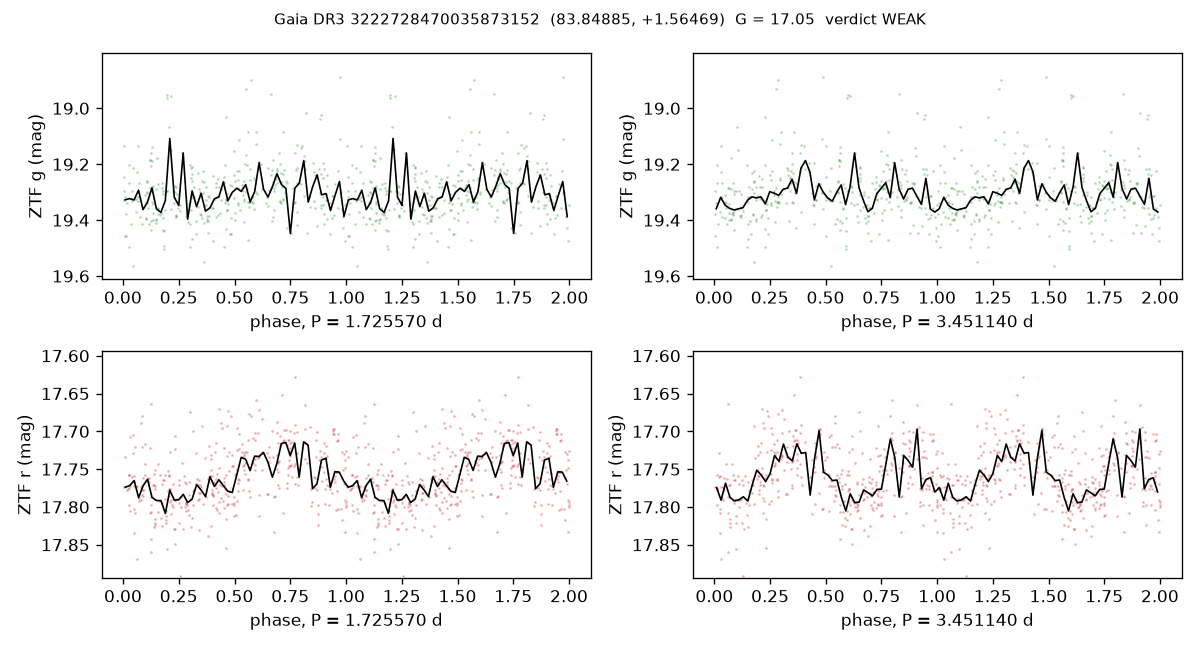 Gaia DR3 3222728470035873152  (83.84885, +1.56469)  G = 17.05  verdict WEAK
ZTF g (mag)
19.0
19.2
19.4
19.6
0.00 0.25 0.50 0.75 1.00 1.25 1.50 1.75 2.00
phase, P = 1.725570 d
ZTF g (mag)
19.0
19.2
19.4
19.6
0.00 0.25 0.50 0.75 1.00 1.25 1.50 1.75 2.00
phase, P = 3.451140 d
ZTF r (mag)
17.60
17.65
17.70
17.75
17.80
17.85
0.00 0.25 0.50 0.75 1.00 1.25 1.50 1.75 2.00
phase, P = 1.725570 d
ZTF r (mag)
17.60
17.65
17.70
17.75
17.80
17.85
0.00 0.25 0.50 0.75 1.00 1.25 1.50 1.75 2.00
phase, P = 3.451140 d